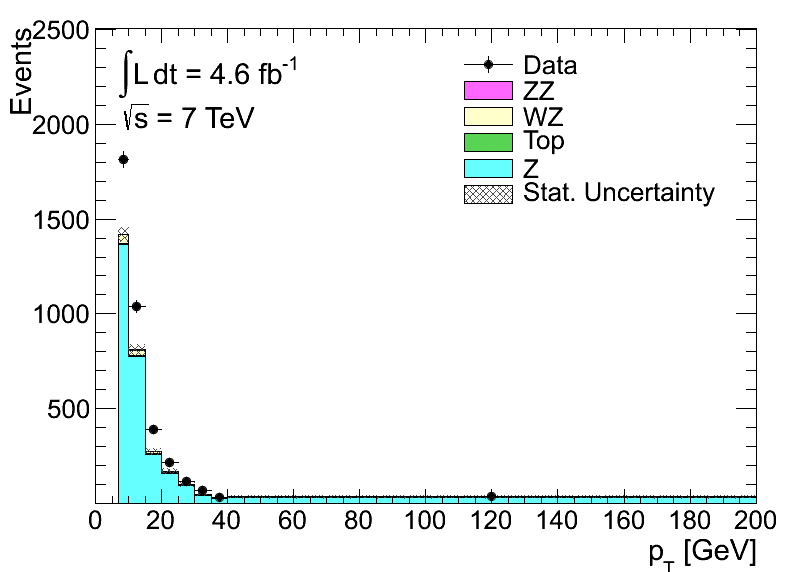 Events
2500
2000
1500
1000
500
∫L dt = 4.6 fb⁻¹
√s = 7 TeV
Data
ZZ
WZ
Top
Z
Stat. Uncertainty
0 20 40 60 80 100 120 140 160 180 200
p_T [GeV]